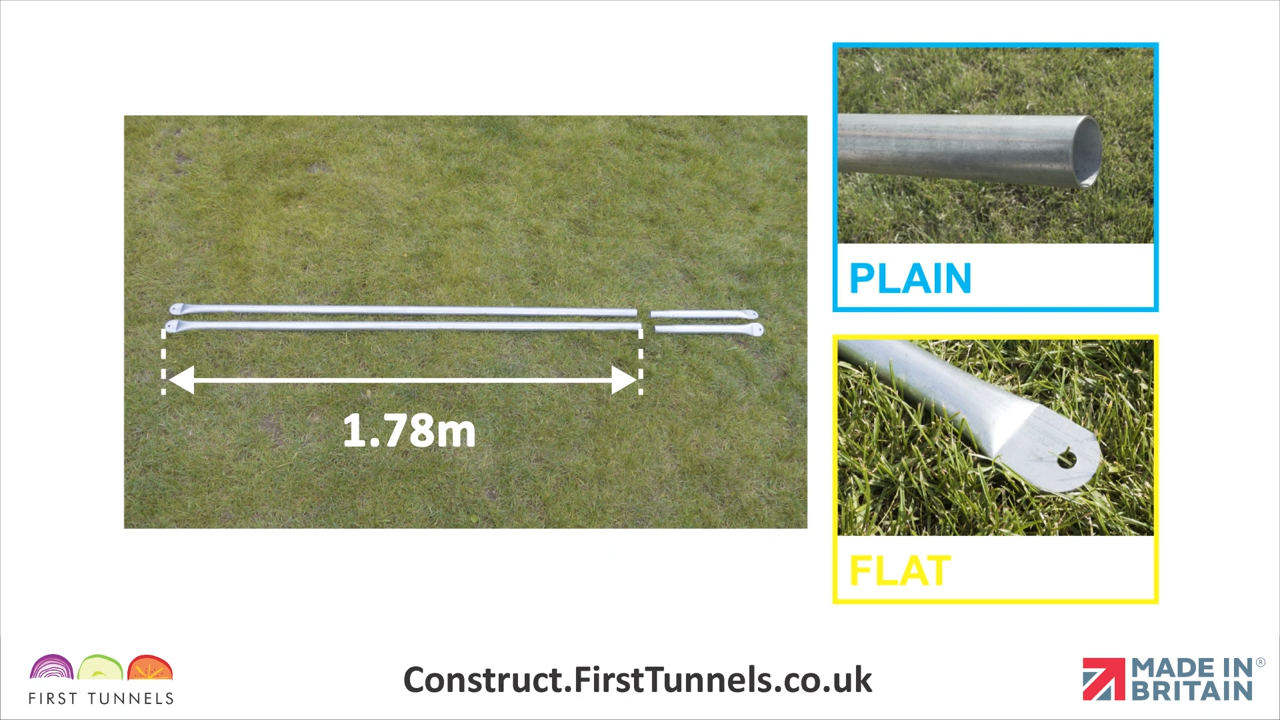 1.78m
PLAIN
FLAT
FIRST TUNNELS
Construct.FirstTunnels.co.uk
MADE IN®
BRITAIN